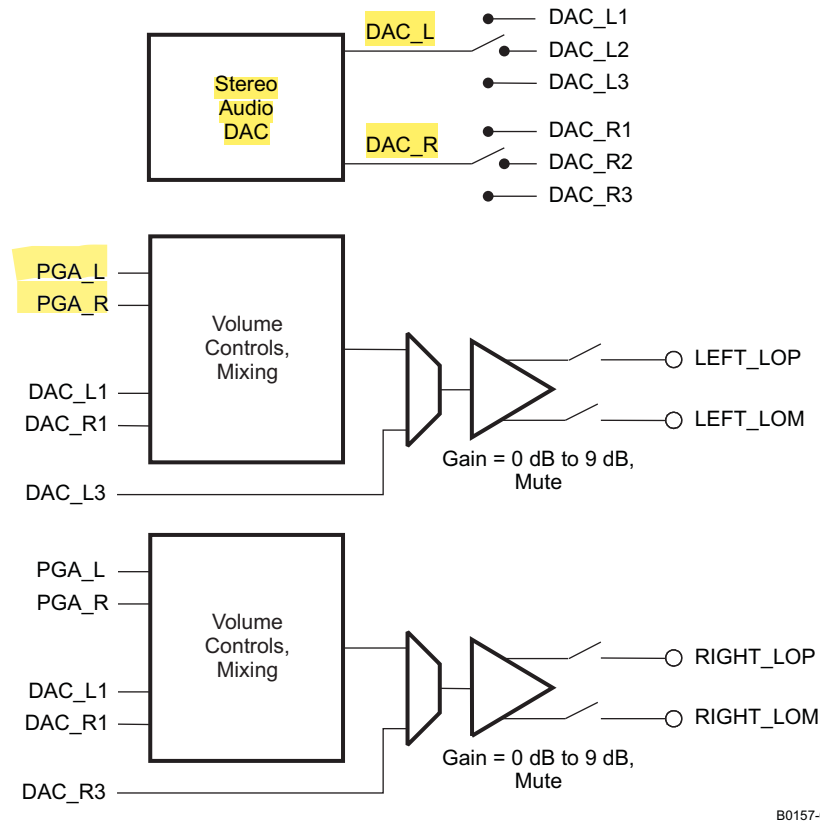 DAC_L
DAC_L1
DAC_L2
DAC_L3
Stereo
Audio
DAC
DAC_R
DAC_R1
DAC_R2
DAC_R3
PGA_L
PGA_R
DAC_L1
DAC_R1
DAC_L3
Volume
Controls,
Mixing
LEFT_LOP
LEFT_LOM
Gain = 0 dB to 9 dB,
Mute
PGA_L
PGA_R
DAC_L1
DAC_R1
DAC_R3
Volume
Controls,
Mixing
RIGHT_LOP
RIGHT_LOM
Gain = 0 dB to 9 dB,
Mute